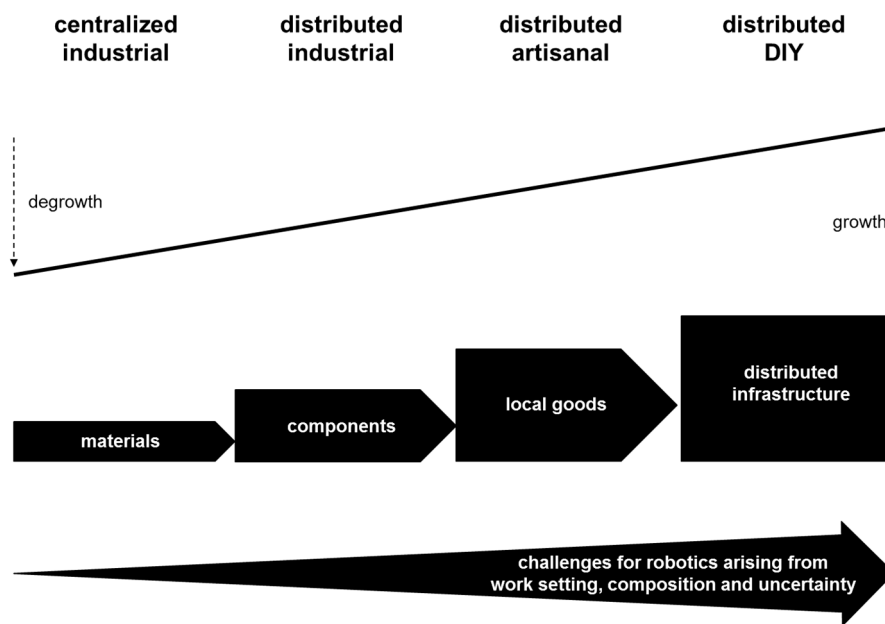 centralized
industrial
distributed
industrial
distributed
artisanal
distributed
DIY
degrowth
growth
materials
components
local goods
distributed
infrastructure
challenges for robotics arising from
work setting, composition and uncertainty